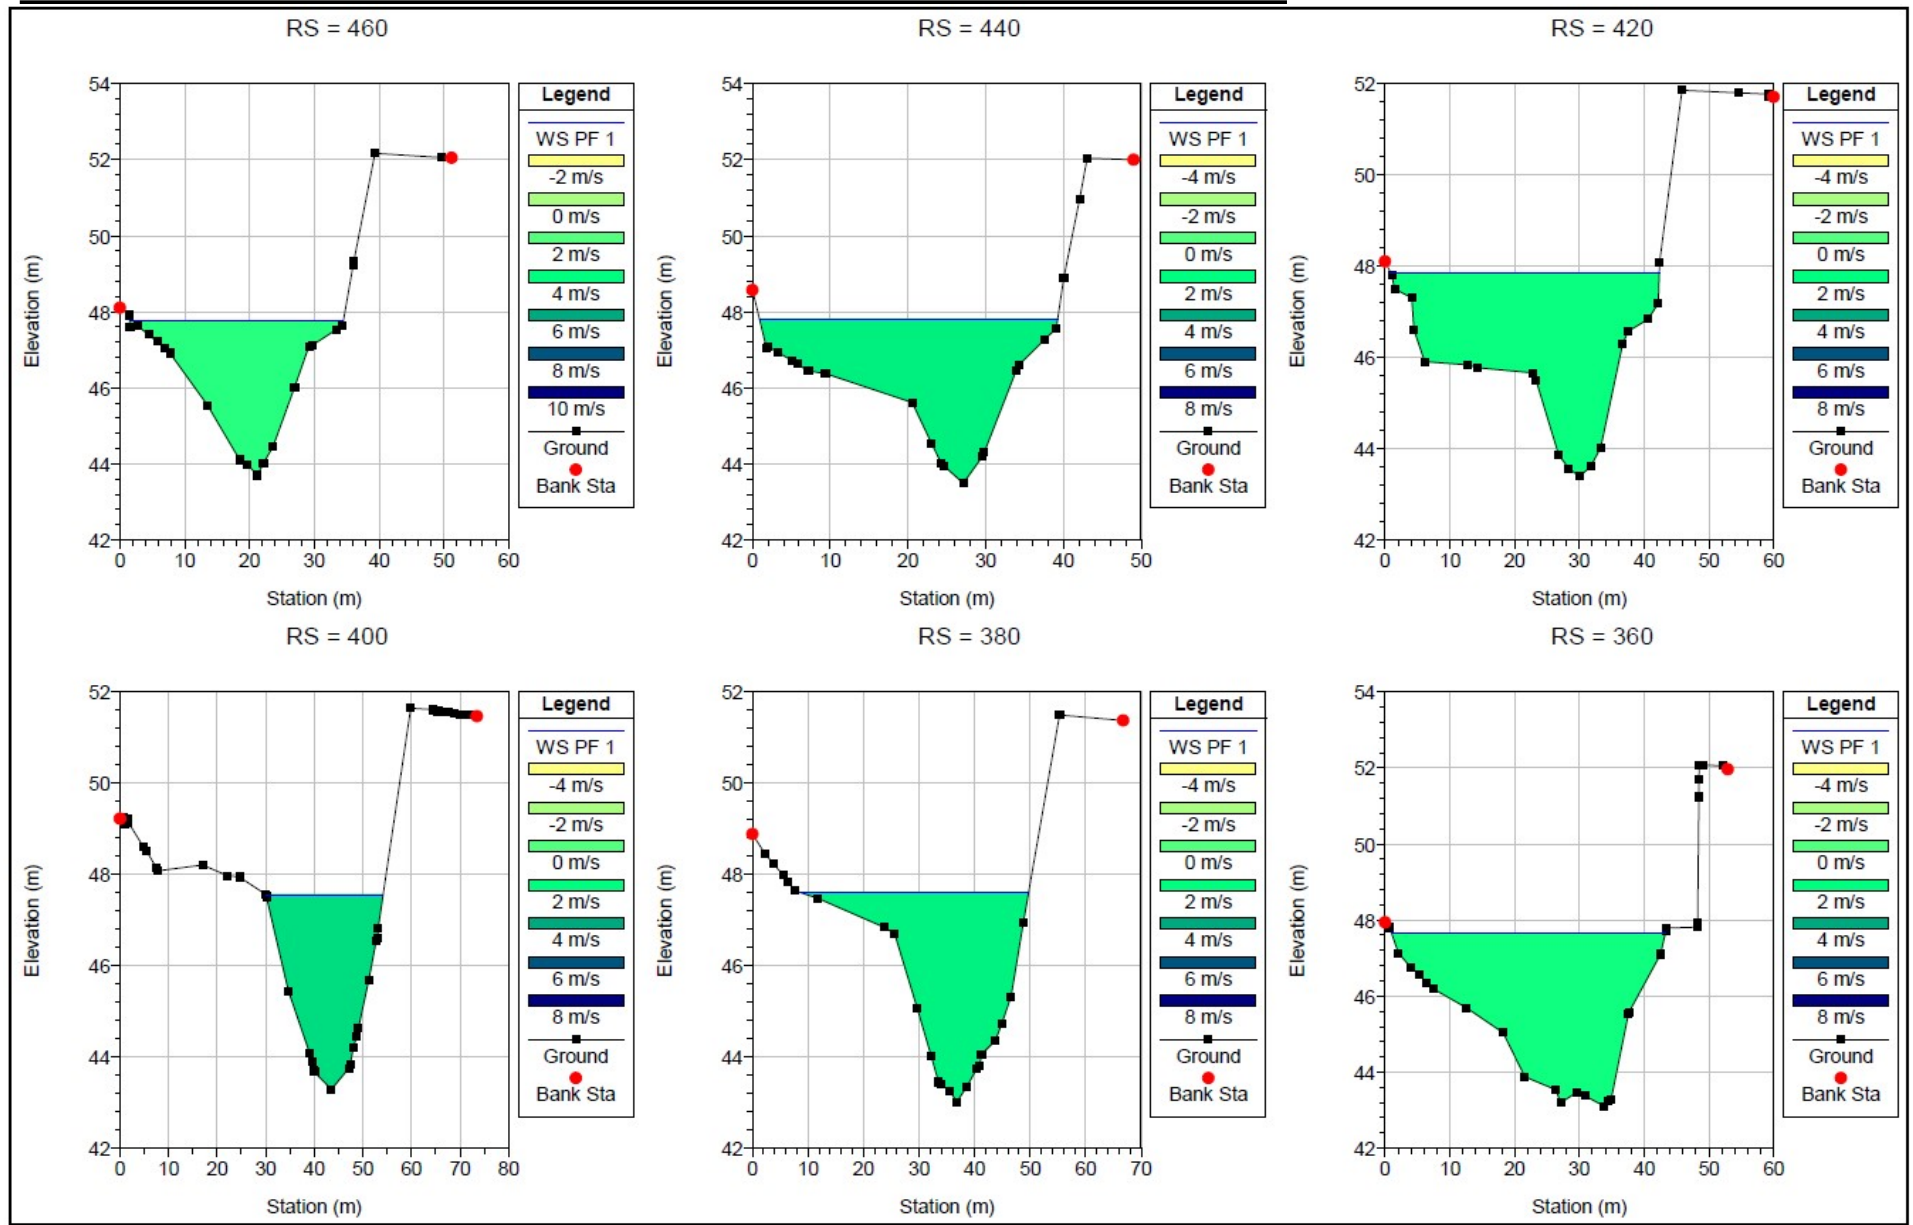 RS = 460
54
52
50
48
46
44
42
Elevation (m)
0 10 20 30 40 50 60
Station (m)
Legend
WS PF 1
-2 m/s
0 m/s
2 m/s
4 m/s
6 m/s
8 m/s
10 m/s
Ground
Bank Sta
RS = 440
54
52
50
48
46
44
42
Elevation (m)
0 10 20 30 40 50
Station (m)
Legend
WS PF 1
-4 m/s
-2 m/s
0 m/s
2 m/s
4 m/s
6 m/s
8 m/s
Ground
Bank Sta
RS = 420
52
50
48
46
44
42
Elevation (m)
0 10 20 30 40 50 60
Station (m)
Legend
WS PF 1
-4 m/s
-2 m/s
0 m/s
2 m/s
4 m/s
6 m/s
8 m/s
Ground
Bank Sta
RS = 400
52
50
48
46
44
42
Elevation (m)
0 10 20 30 40 50 60 70 80
Station (m)
Legend
WS PF 1
-4 m/s
-2 m/s
0 m/s
2 m/s
4 m/s
6 m/s
8 m/s
Ground
Bank Sta
RS = 380
52
50
48
46
44
42
Elevation (m)
0 10 20 30 40 50 60 70
Station (m)
Legend
WS PF 1
-4 m/s
-2 m/s
0 m/s
2 m/s
4 m/s
6 m/s
8 m/s
Ground
Bank Sta
RS = 360
54
52
50
48
46
44
42
Elevation (m)
0 10 20 30 40 50 60
Station (m)
Legend
WS PF 1
-4 m/s
-2 m/s
0 m/s
2 m/s
4 m/s
6 m/s
8 m/s
Ground
Bank Sta